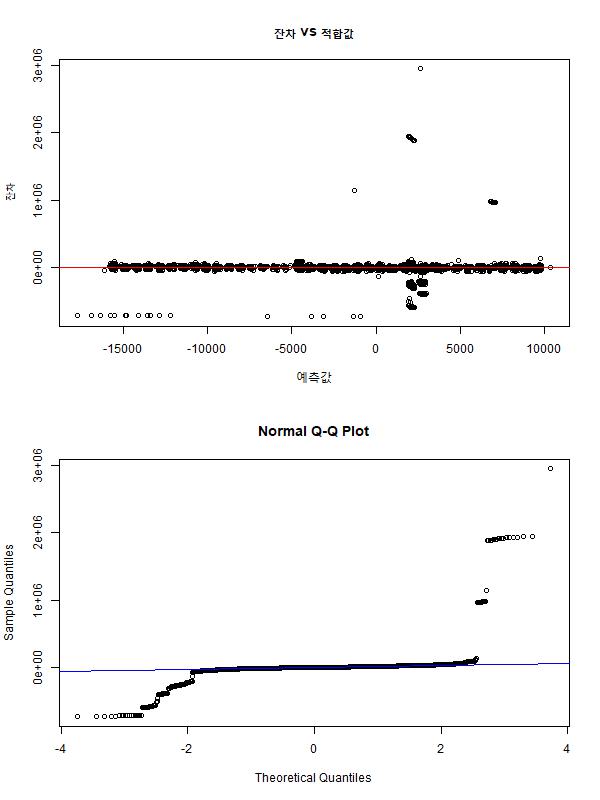 잔차 vs 적합값
3e+06
2e+06
1e+06
0e+00
잔차
-15000 -10000 -5000 0 5000 10000
예측값
Normal Q-Q Plot
3e+06
2e+06
1e+06
0e+00
Sample Quantiles
-4 -2 0 2 4
Theoretical Quantiles